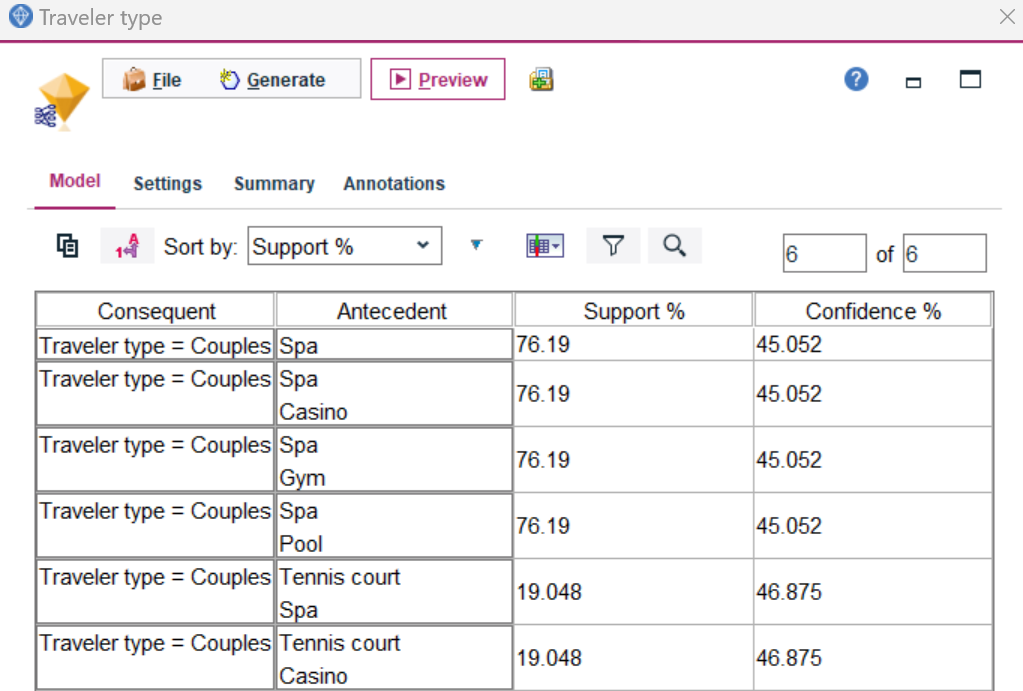 Traveler type
File Generate Preview
Model Settings Summary Annotations
Sort by: Support % 6 of 6
Consequent Antecedent Support % Confidence %
Traveler type = Couples Spa 76.19 45.052
Traveler type = Couples Spa
Casino 76.19 45.052
Traveler type = Couples Spa
Gym 76.19 45.052
Traveler type = Couples Spa
Pool 76.19 45.052
Traveler type = Couples Tennis court
Spa 19.048 46.875
Traveler type = Couples Tennis court
Casino 19.048 46.875